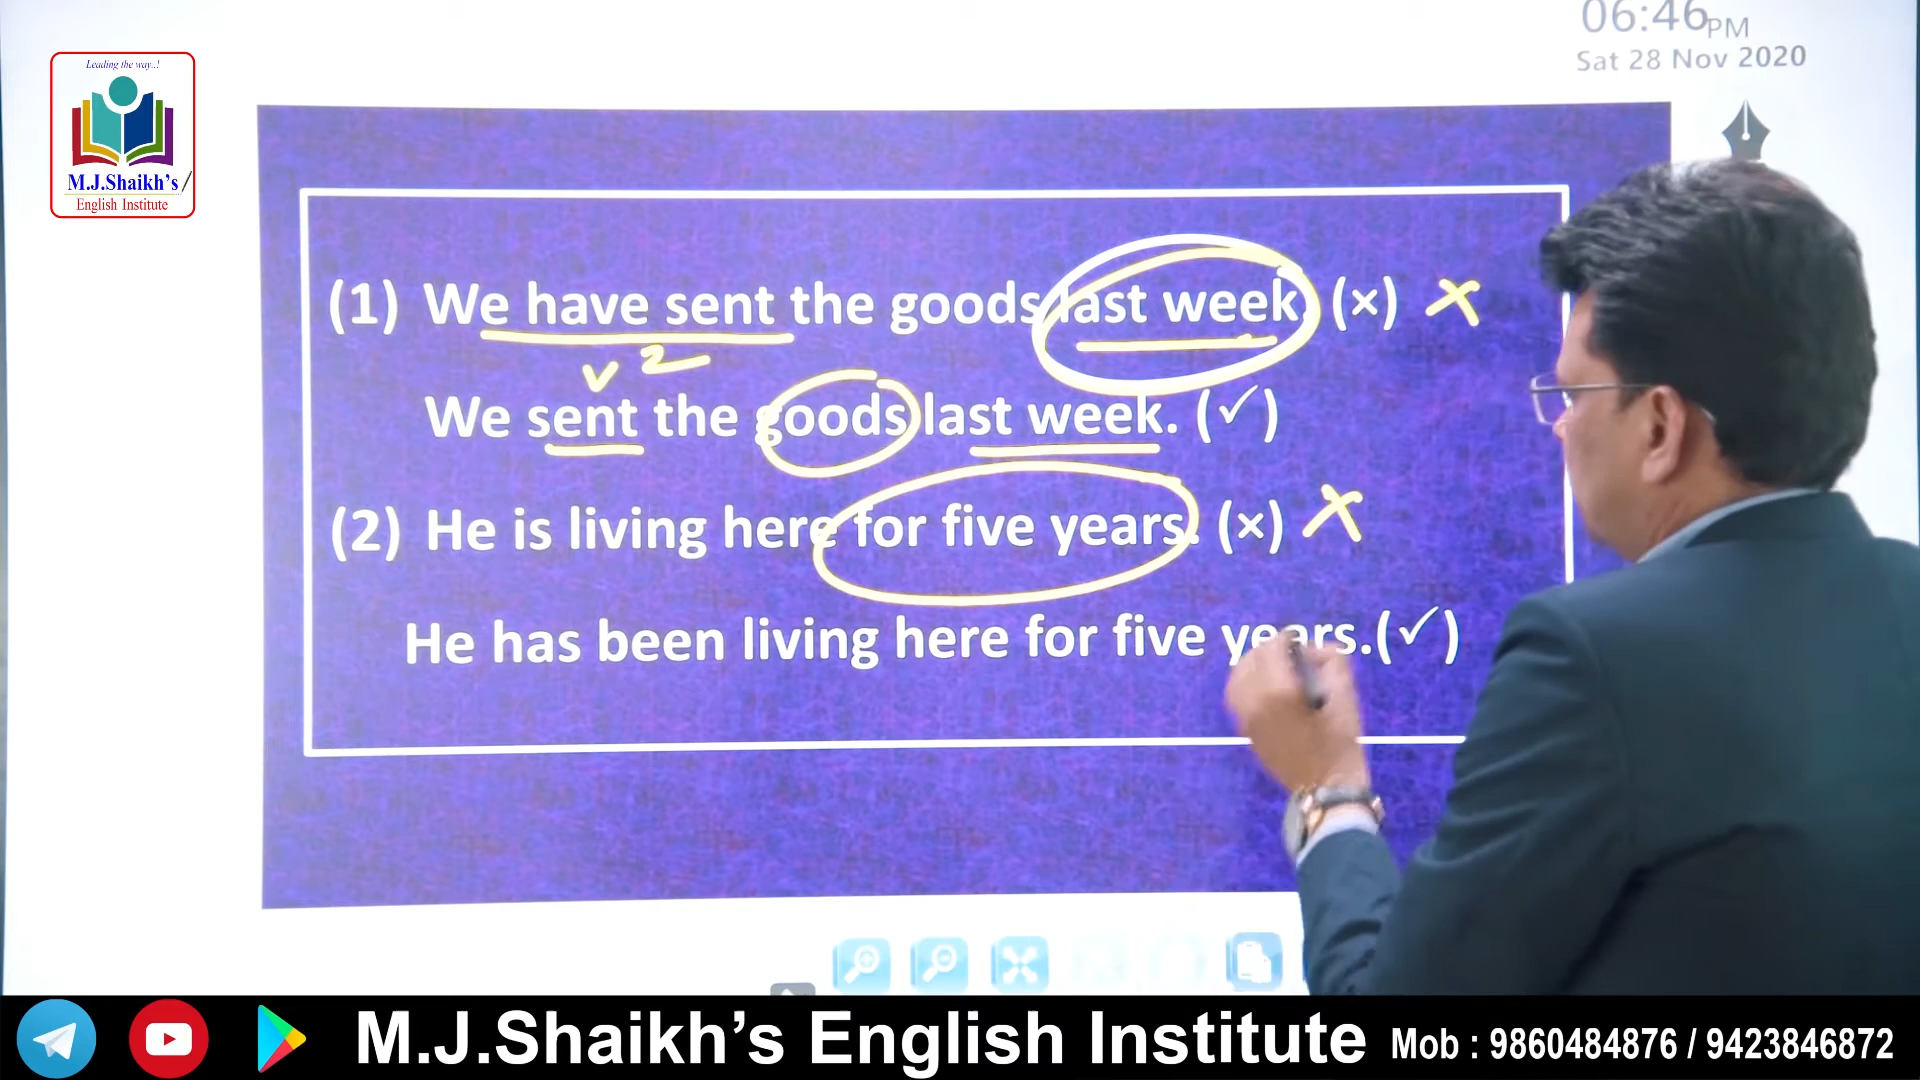 06:46PM
Sat 28 Nov 2020
Leading the way..!
M.J.Shaikh's
English Institute
(1) We have sent the goods last week. (×) ×
v 2
We sent the goods last week. (✓)
(2) He is living here for five years. (×) ×
He has been living here for five years.(✓)
M.J.Shaikh’s English Institute Mob : 9860484876 / 9423846872